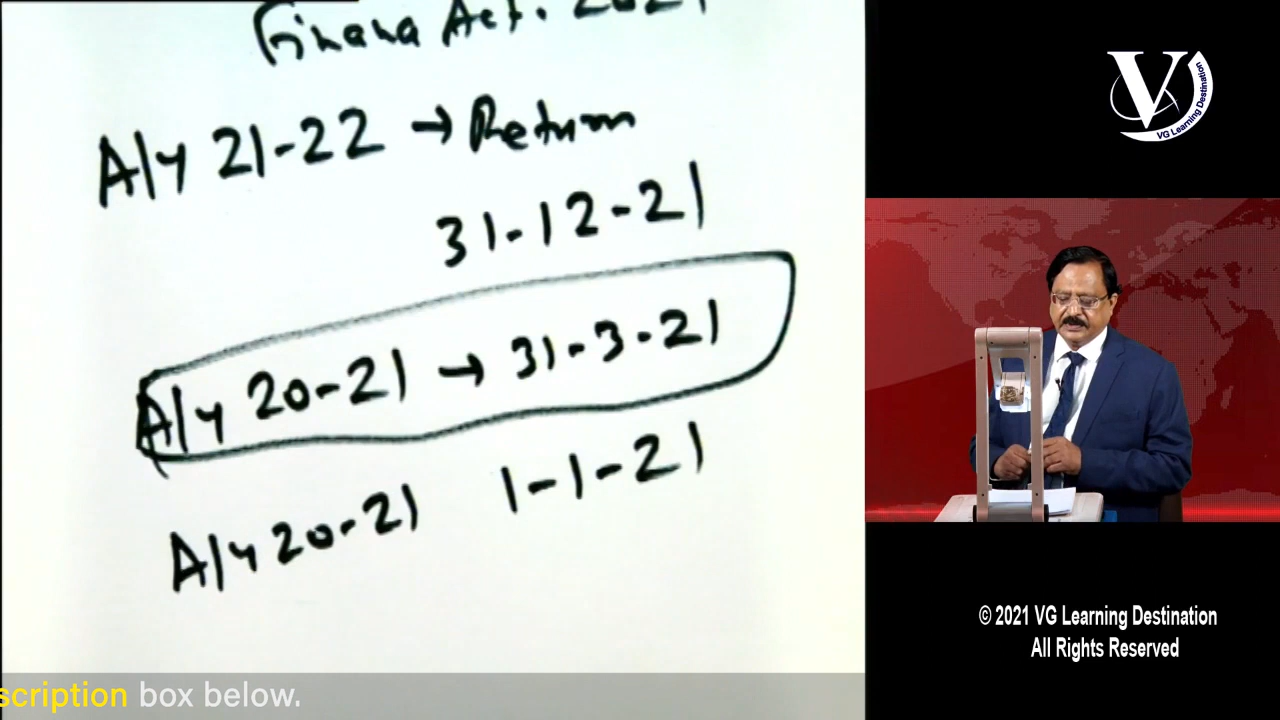 Finance Act. 2021
A/y 21-22 → Return
31-12-21
A/y 20-21 → 31-3-21
A/y 20-21 1-1-21
V
VG Learning Destination
© 2021 VG Learning Destination
All Rights Reserved
scription box below.